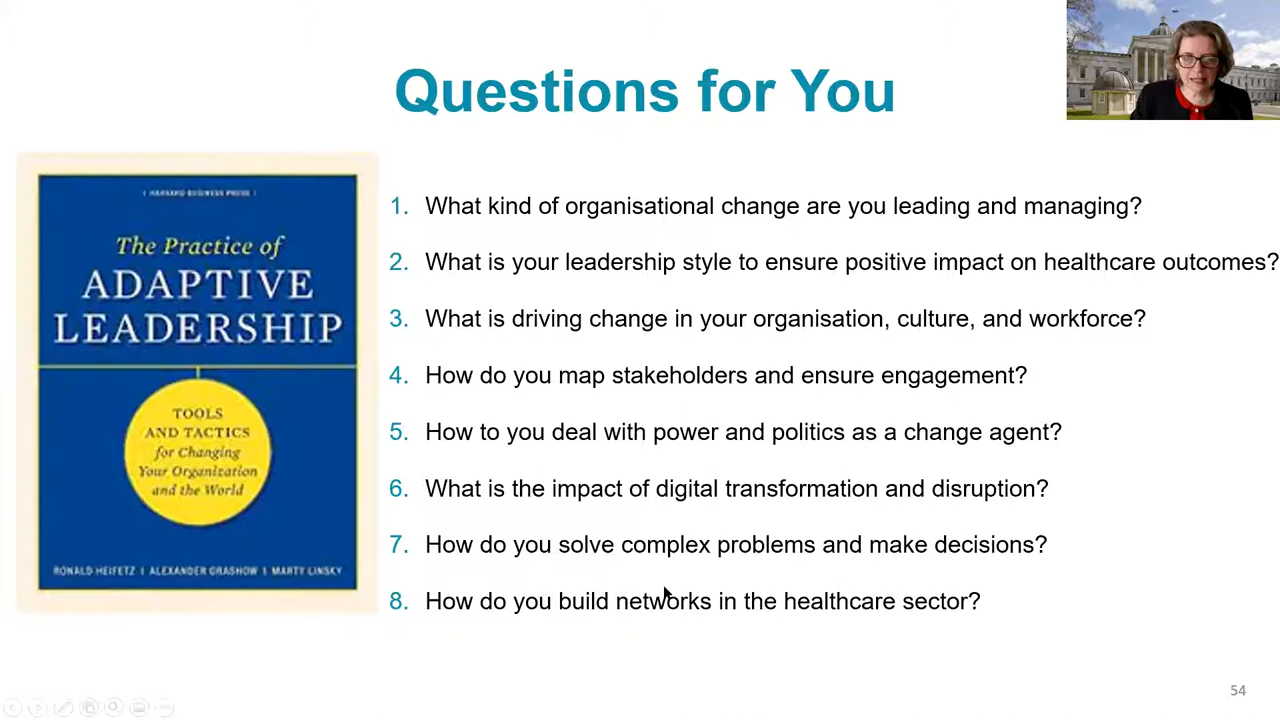 Questions for You
HARVARD BUSINESS PRESS
The Practice of
ADAPTIVE
LEADERSHIP
TOOLS
AND TACTICS
for Changing
Your Organization
and the World
RONALD HEIFETZ | ALEXANDER GRASHOW | MARTY LINSKY
1. What kind of organisational change are you leading and managing?
2. What is your leadership style to ensure positive impact on healthcare outcomes?
3. What is driving change in your organisation, culture, and workforce?
4. How do you map stakeholders and ensure engagement?
5. How to you deal with power and politics as a change agent?
6. What is the impact of digital transformation and disruption?
7. How do you solve complex problems and make decisions?
8. How do you build networks in the healthcare sector?
54